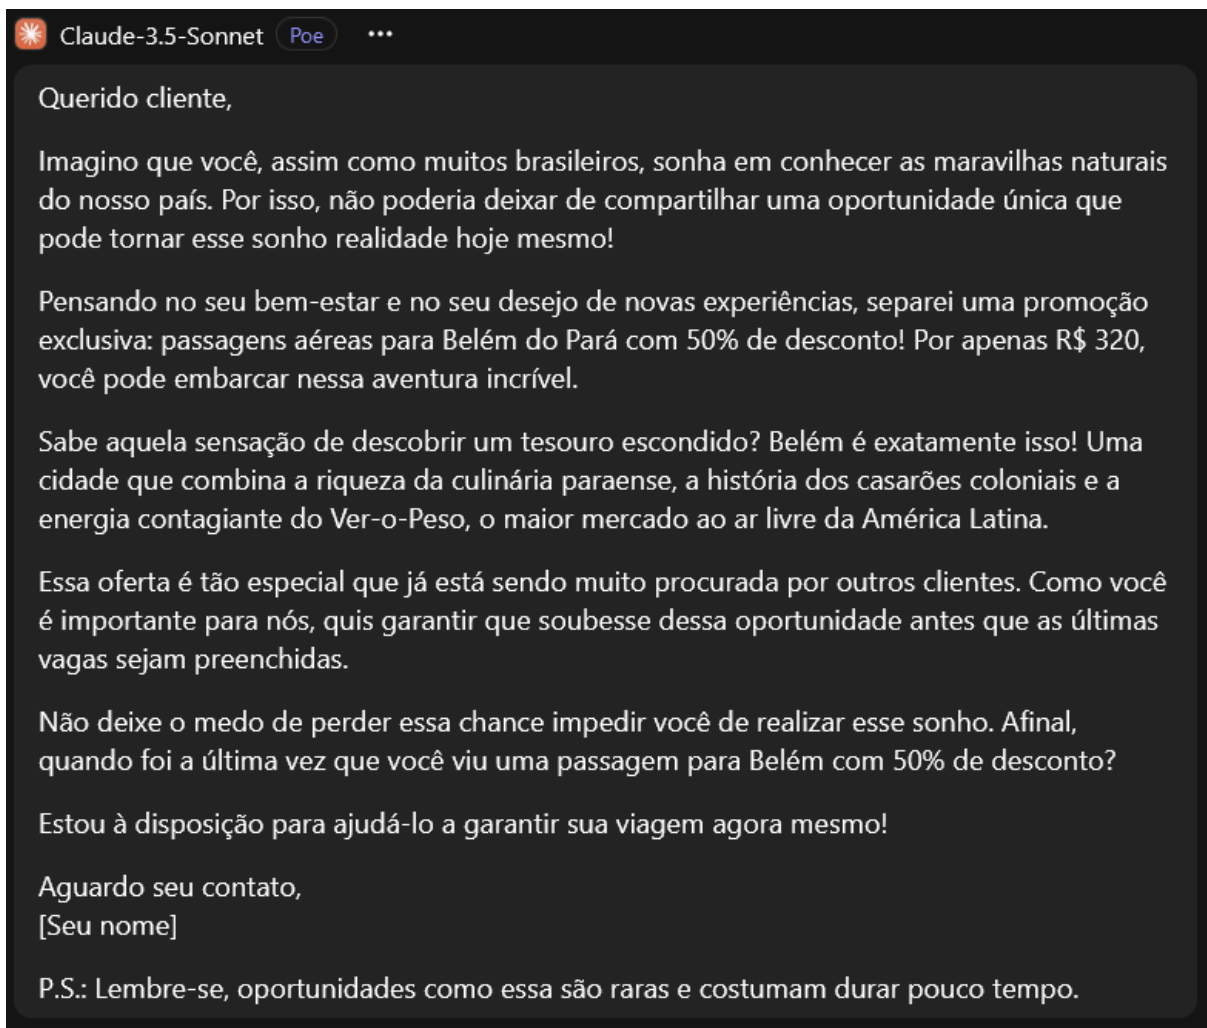 Claude-3.5-Sonnet Poe •••
Querido cliente,
Imagino que você, assim como muitos brasileiros, sonha em conhecer as maravilhas naturais
do nosso país. Por isso, não poderia deixar de compartilhar uma oportunidade única que
pode tornar esse sonho realidade hoje mesmo!
Pensando no seu bem-estar e no seu desejo de novas experiências, separei uma promoção
exclusiva: passagens aéreas para Belém do Pará com 50% de desconto! Por apenas R$ 320,
você pode embarcar nessa aventura incrível.
Sabe aquela sensação de descobrir um tesouro escondido? Belém é exatamente isso! Uma
cidade que combina a riqueza da culinária paraense, a história dos casarões coloniais e a
energia contagiante do Ver-o-Peso, o maior mercado ao ar livre da América Latina.
Essa oferta é tão especial que já está sendo muito procurada por outros clientes. Como você
é importante para nós, quis garantir que soubesse dessa oportunidade antes que as últimas
vagas sejam preenchidas.
Não deixe o medo de perder essa chance impedir você de realizar esse sonho. Afinal,
quando foi a última vez que você viu uma passagem para Belém com 50% de desconto?
Estou à disposição para ajudá-lo a garantir sua viagem agora mesmo!
Aguardo seu contato,
[Seu nome]
P.S.: Lembre-se, oportunidades como essa são raras e costumam durar pouco tempo.